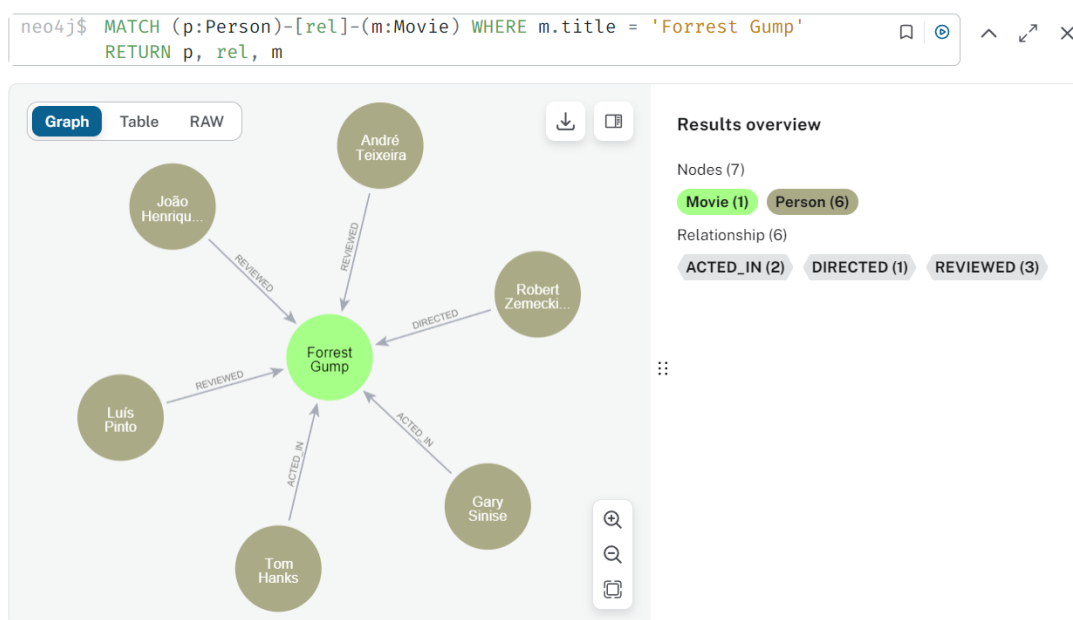 neo4j$ MATCH (p:Person)-[rel]-(m:Movie) WHERE m.title = 'Forrest Gump'
RETURN p, rel, m
Graph Table RAW
Results overview
Nodes (7)
Movie (1) Person (6)
Relationship (6)
ACTED_IN (2) DIRECTED (1) REVIEWED (3)
André
Teixeira
João
Henriqu...
REVIEWED
REVIEWED
Robert
Zemecki...
DIRECTED
Forrest
Gump
REVIEWED
Luís
Pinto
ACTED_IN
ACTED_IN
Gary
Sinise
Tom
Hanks